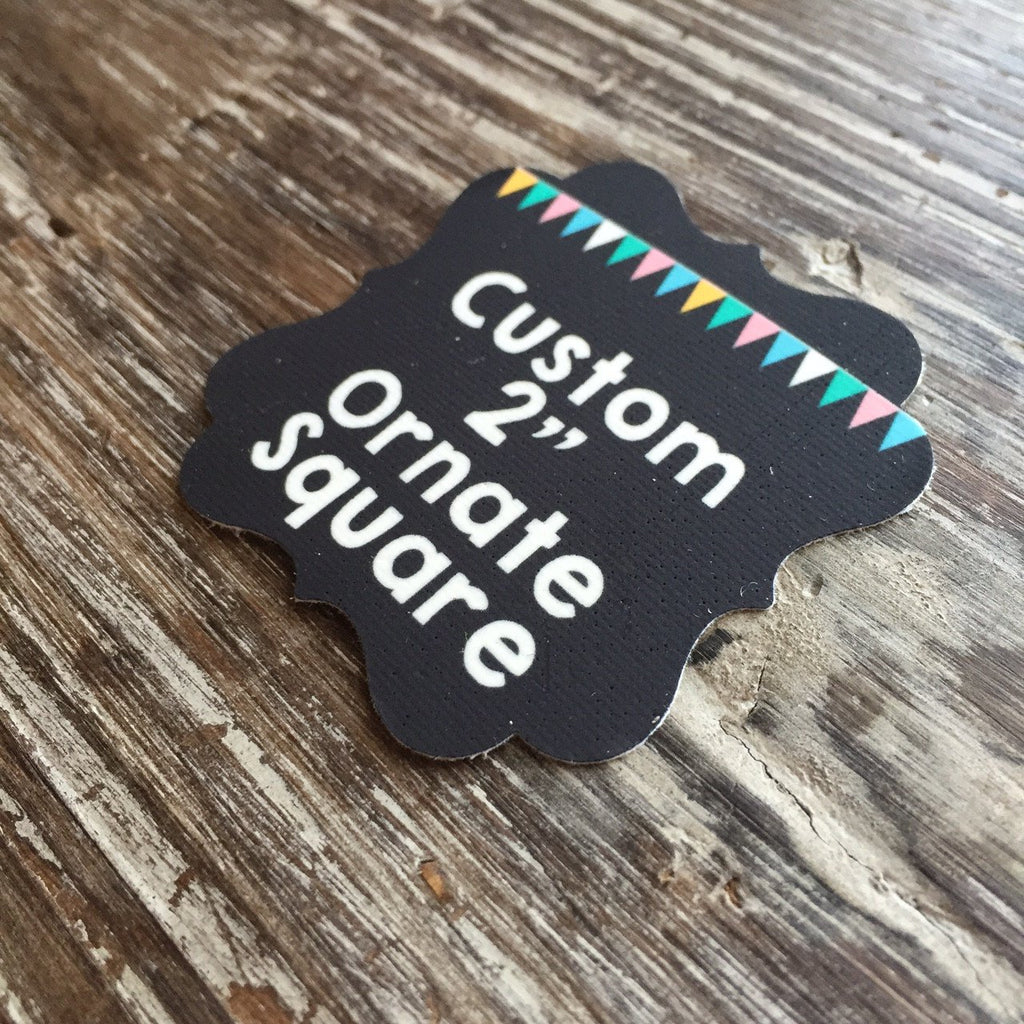 Custom
2”
Ornate
square